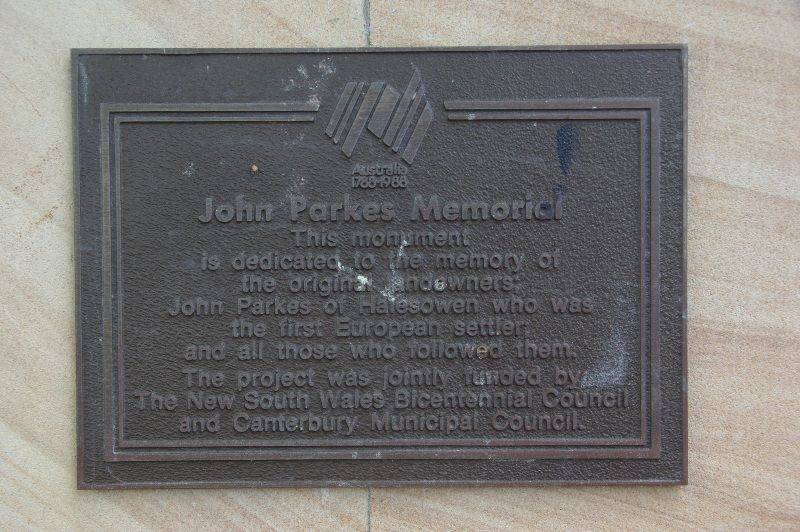 Australia
1788-1988
John Parkes Memorial
This monument
is dedicated to the memory of
the original landowners;
John Parkes of Halesowen who was
the first European settler;
and all those who followed them.
The project was jointly funded by
The New South Wales Bicentennial Council
and Canterbury Municipal Council.